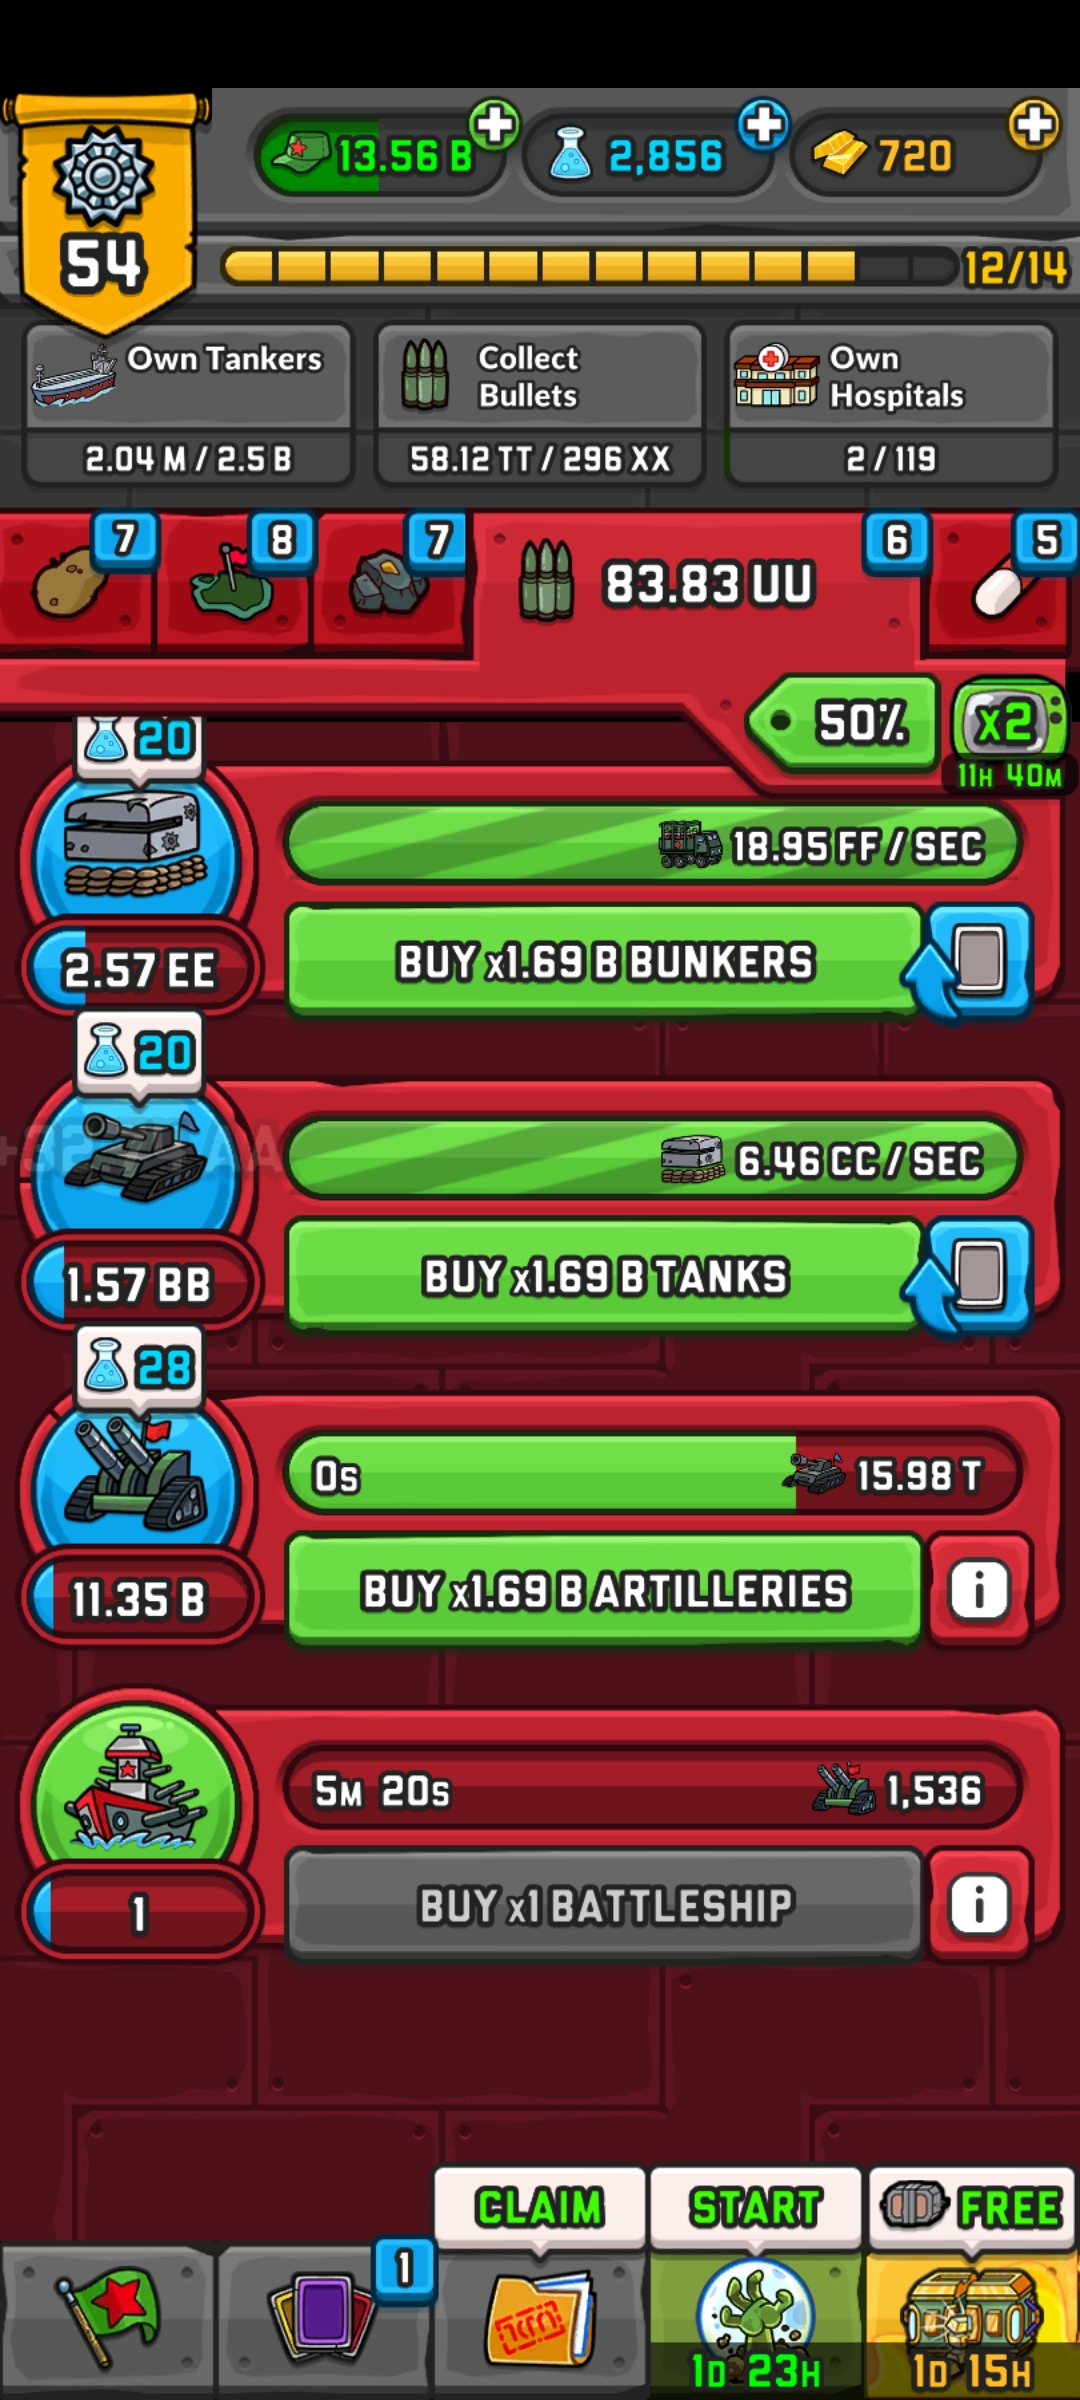 54
13.56 B
2,856
720
12/14
Own Tankers
2.04 M / 2.5 B
Collect
Bullets
58.12 TT / 296 XX
Own
Hospitals
2 / 119
7
8
7
83.83 UU
6
5
50%
x2
11H 40M
20
18.95 FF / SEC
BUY x1.69 B BUNKERS
2.57 EE
20
6.46 CC / SEC
BUY x1.69 B TANKS
1.57 BB
28
0s
15.98 T
BUY x1.69 B ARTILLERIES
i
11.35 B
5M 20s
1,536
BUY x1 BATTLESHIP
i
1
CLAIM
START
FREE
1
1D 23H
1D 15H